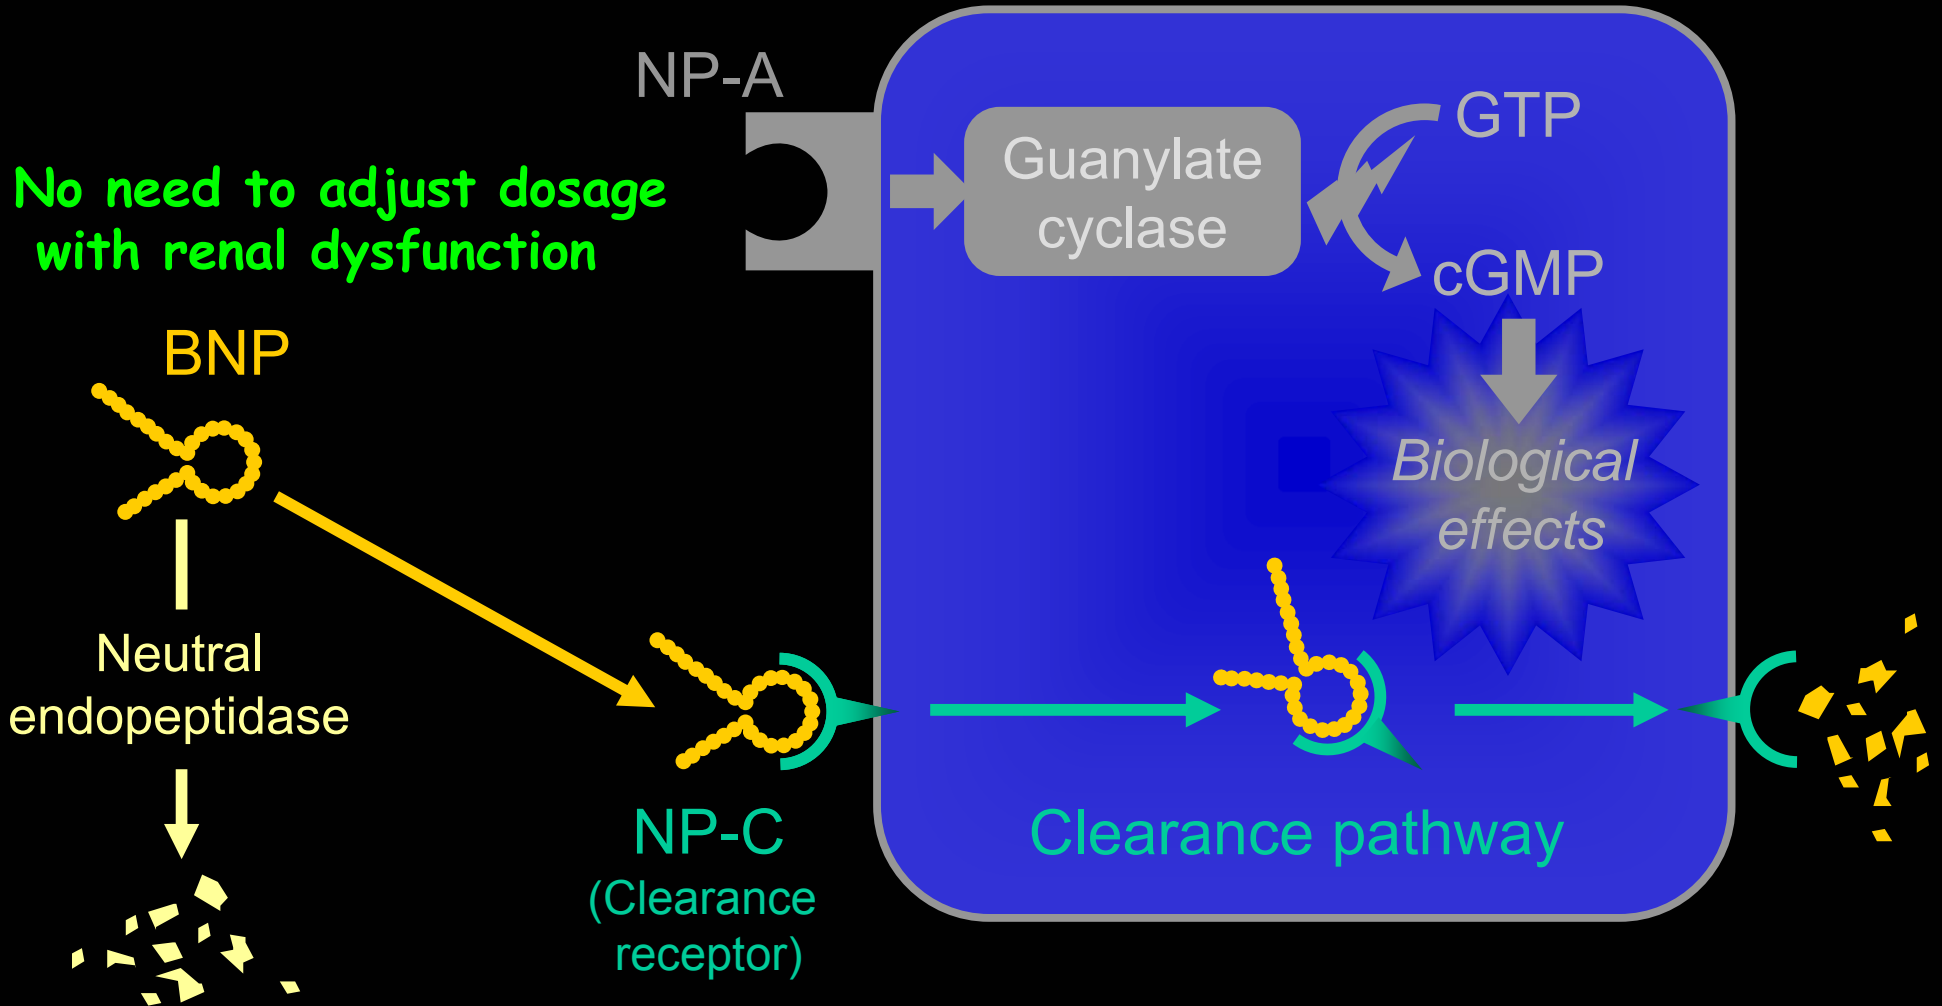 NP-A
No need to adjust dosage
with renal dysfunction
BNP
Neutral
endopeptidase
NP-C
(Clearance
receptor)
Guanylate
cyclase
GTP
cGMP
Biological
effects
Clearance pathway